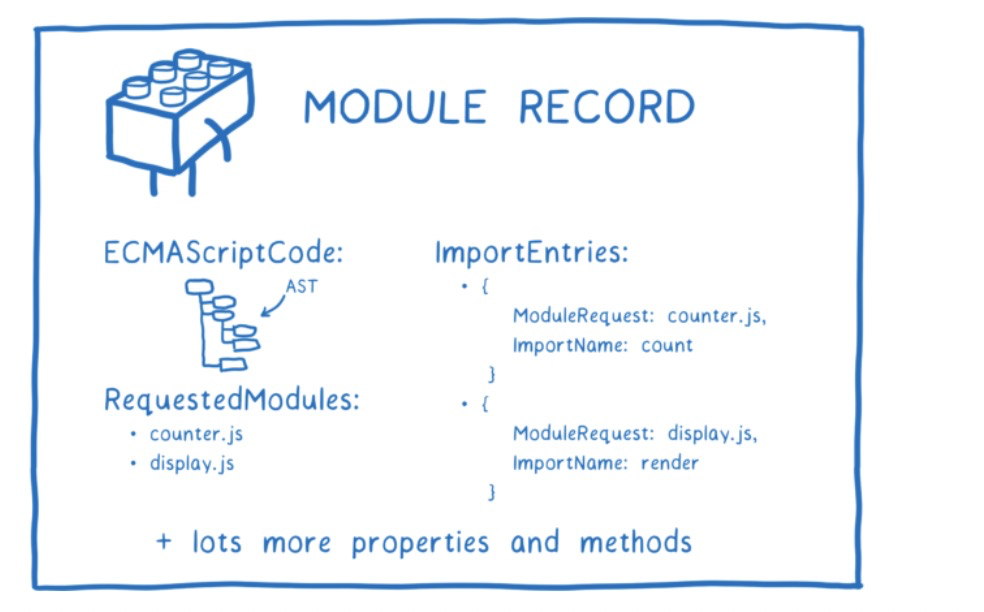 MODULE RECORD
ECMAScriptCode:
AST
RequestedModules:
• counter.js
• display.js
ImportEntries:
• {
ModuleRequest: counter.js,
ImportName: count
}
• {
ModuleRequest: display.js,
ImportName: render
}
+ lots more properties and methods